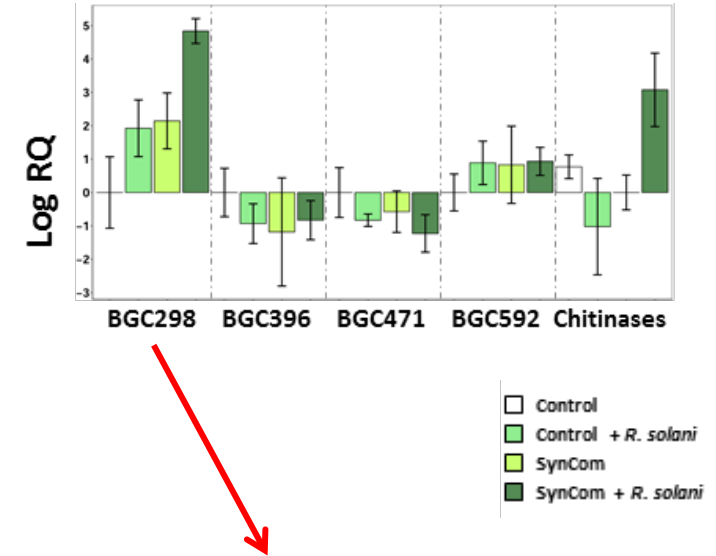 Log RQ
5
4
3
2
1
0
-1
-2
-3
BGC298 BGC396 BGC471 BGC592 Chitinases
Control
Control + R. solani
SynCom
SynCom + R. solani